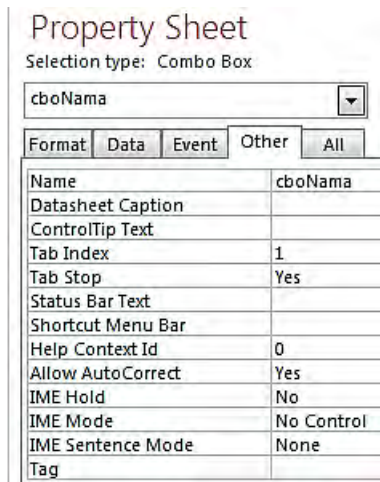 Property Sheet
Selection type: Combo Box
cboNama
Format Data Event Other All
Name cboNama
Datasheet Caption
ControlTip Text
Tab Index 1
Tab Stop Yes
Status Bar Text
Shortcut Menu Bar
Help Context Id 0
Allow AutoCorrect Yes
IME Hold No
IME Mode No Control
IME Sentence Mode None
Tag